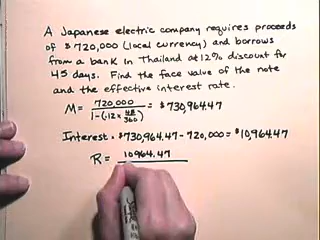 A Japanese electric company requires proceeds
of $720,000 (local currency) and borrows
from a bank in Thailand at 12% discount for
45 days. Find the face value of the note
and the effective interest rate.
M = 720,000 / 1-(.12 × 45/360) = $730,964.47
Interest = $730,964.47 - 720,000 = $10,964.47
R = 10964.47